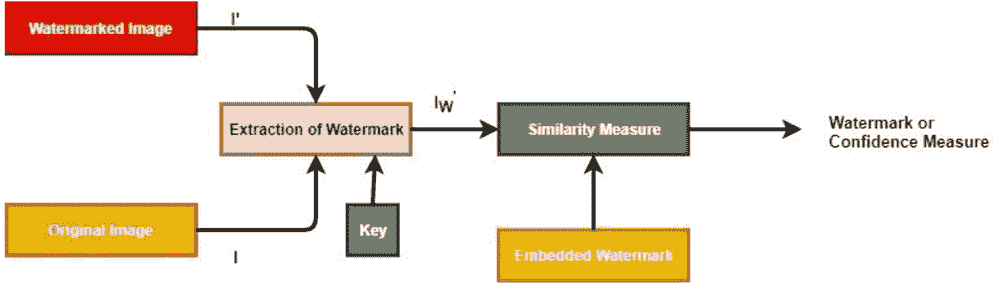 Watermarked Image
I'
Extraction of Watermark
Iw'
Similarity Measure
Watermark or
Confidence Measure
Original Image
I
Key
Embedded Watermark